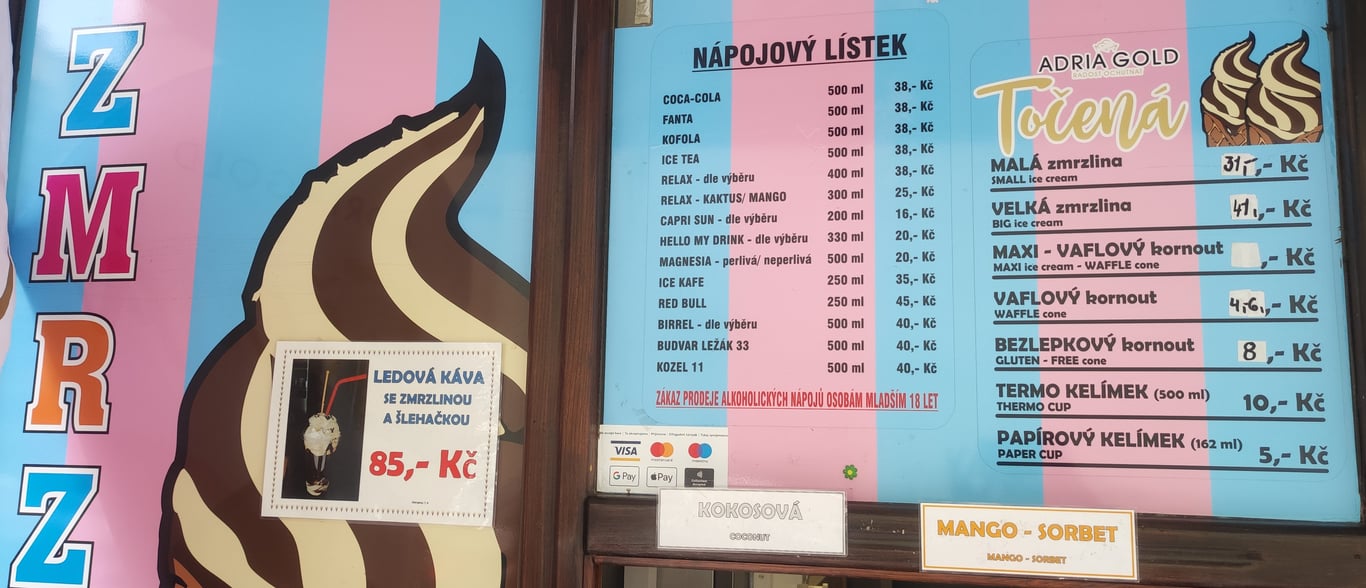 Z
M
R
Z
LEDOVÁ KÁVA
SE ZMRZLINOU
A ŠLEHAČKOU
85,- Kč
NÁPOJOVÝ LÍSTEK
COCA-COLA 500 ml 38,- Kč
FANTA 500 ml 38,- Kč
KOFOLA 500 ml 38,- Kč
ICE TEA 500 ml 38,- Kč
RELAX - dle výběru 400 ml 38,- Kč
RELAX - KAKTUS/ MANGO 300 ml 25,- Kč
CAPRI SUN - dle výběru 200 ml 16,- Kč
HELLO MY DRINK - dle výběru 330 ml 20,- Kč
MAGNESIA - perlivá/ neperlivá 500 ml 20,- Kč
ICE KAFE 250 ml 35,- Kč
RED BULL 250 ml 45,- Kč
BIRREL - dle výběru 500 ml 40,- Kč
BUDVAR LEŽÁK 33 500 ml 40,- Kč
KOZEL 11 500 ml 40,- Kč
ZÁKAZ PRODEJE ALKOHOLICKÝCH NÁPOJŮ OSOBÁM MLADŠÍM 18 LET
VISA mastercard maestro
G Pay Pay
KOKOSOVÁ
COCONUT
ADRIA GOLD
RADOST OCHUTNAT
Točená
MALÁ zmrzlina 31,-,- Kč
SMALL ice cream
VELKÁ zmrzlina 41,,- Kč
BIG ice cream
MAXI - VAFLOVÝ kornout ,- Kč
MAXI ice cream - WAFFLE cone
VAFLOVÝ kornout ,- Kč
WAFFLE cone
BEZLEPKOVÝ kornout 8,- Kč
GLUTEN - FREE cone
TERMO KELÍMEK (500 ml) 10,- Kč
THERMO CUP
PAPÍROVÝ KELÍMEK (162 ml) 5,- Kč
PAPER CUP
MANGO - SORBET
MANGO - SORBET